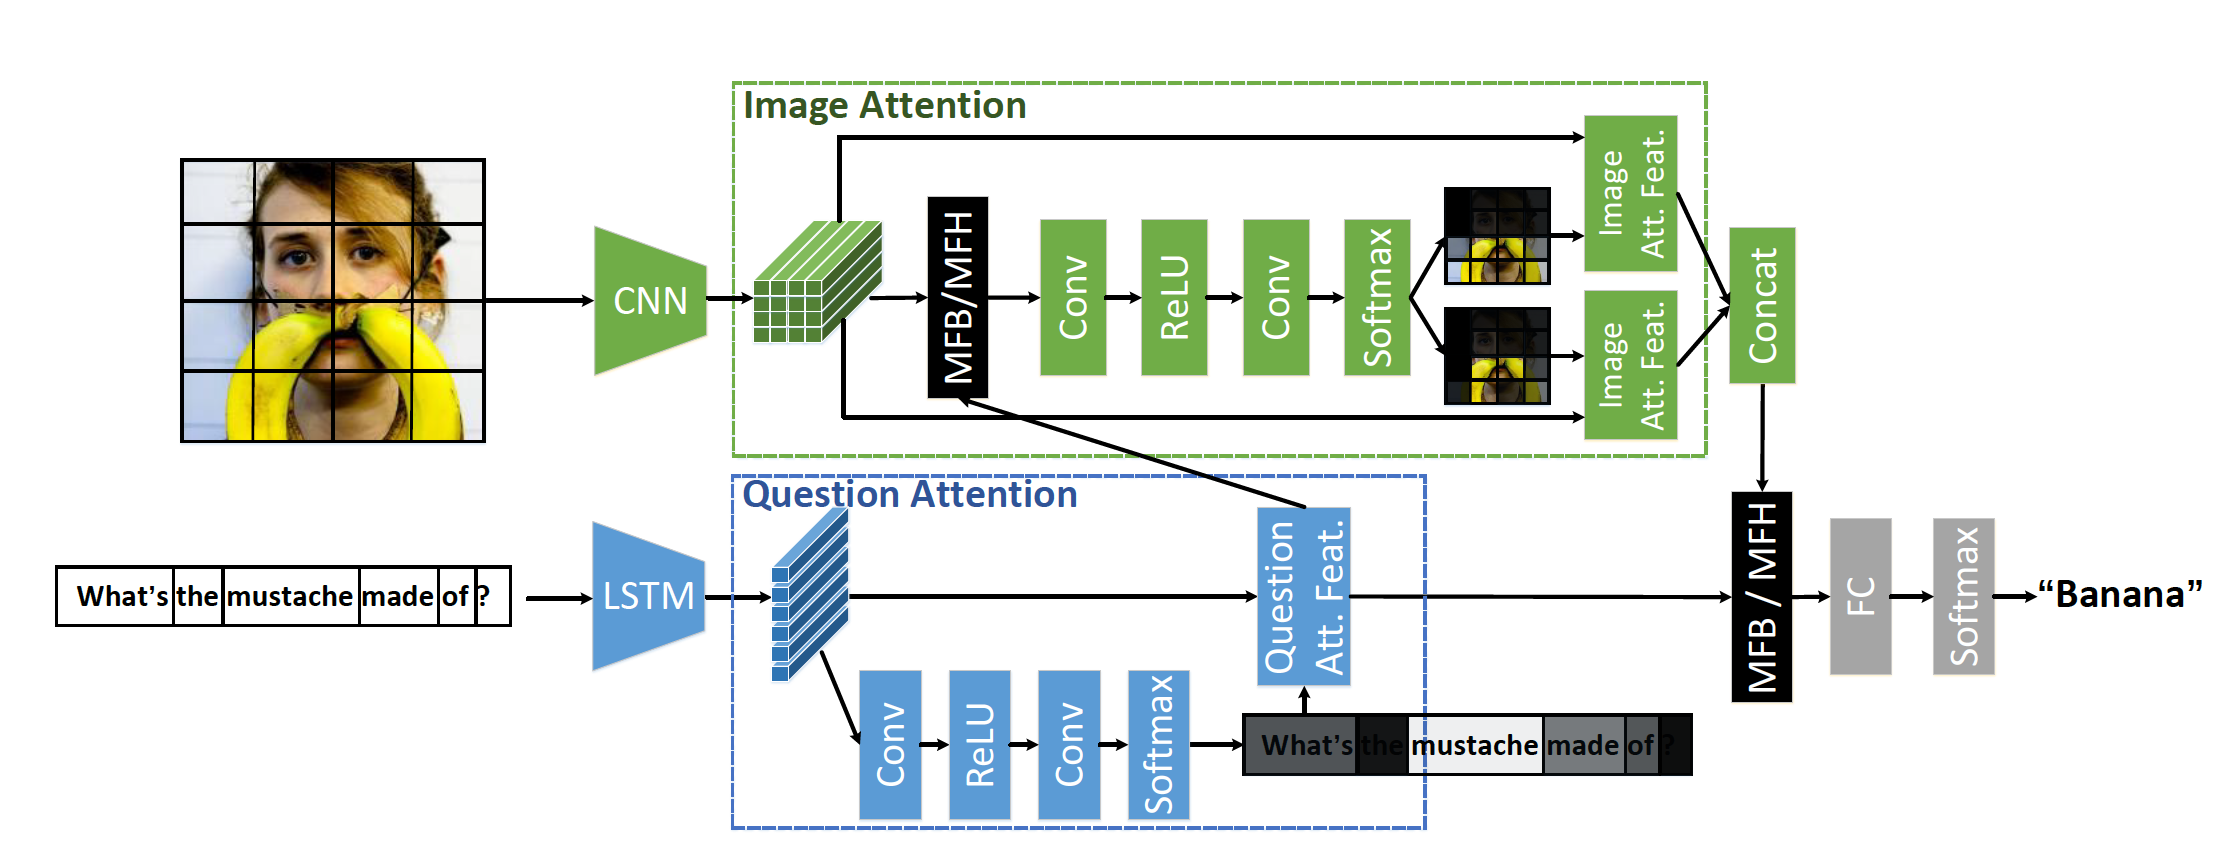 Image Attention
CNN
MFB/MFH
Conv
ReLU
Conv
Softmax
Image
Att. Feat.
Image
Att. Feat.
Concat
Question Attention
What's the mustache made of ?
LSTM
Conv
ReLU
Conv
Softmax
Question
Att. Feat.
What's the mustache made of ?
MFB / MFH
FC
Softmax
“Banana”